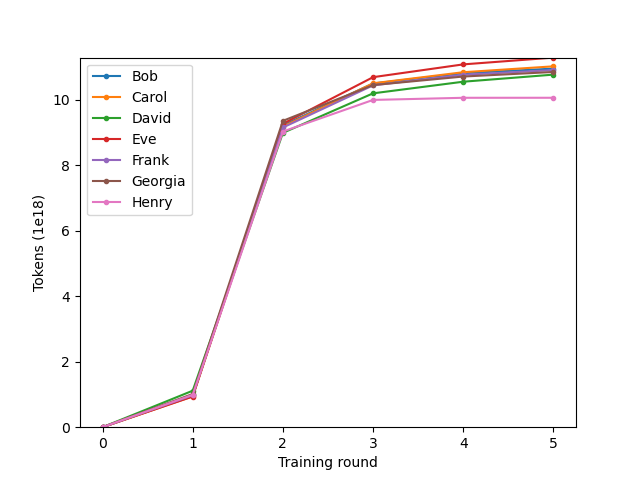 Bob
Carol
David
Eve
Frank
Georgia
Henry
10
8
6
4
2
0
Tokens (1e18)
0 1 2 3 4 5
Training round